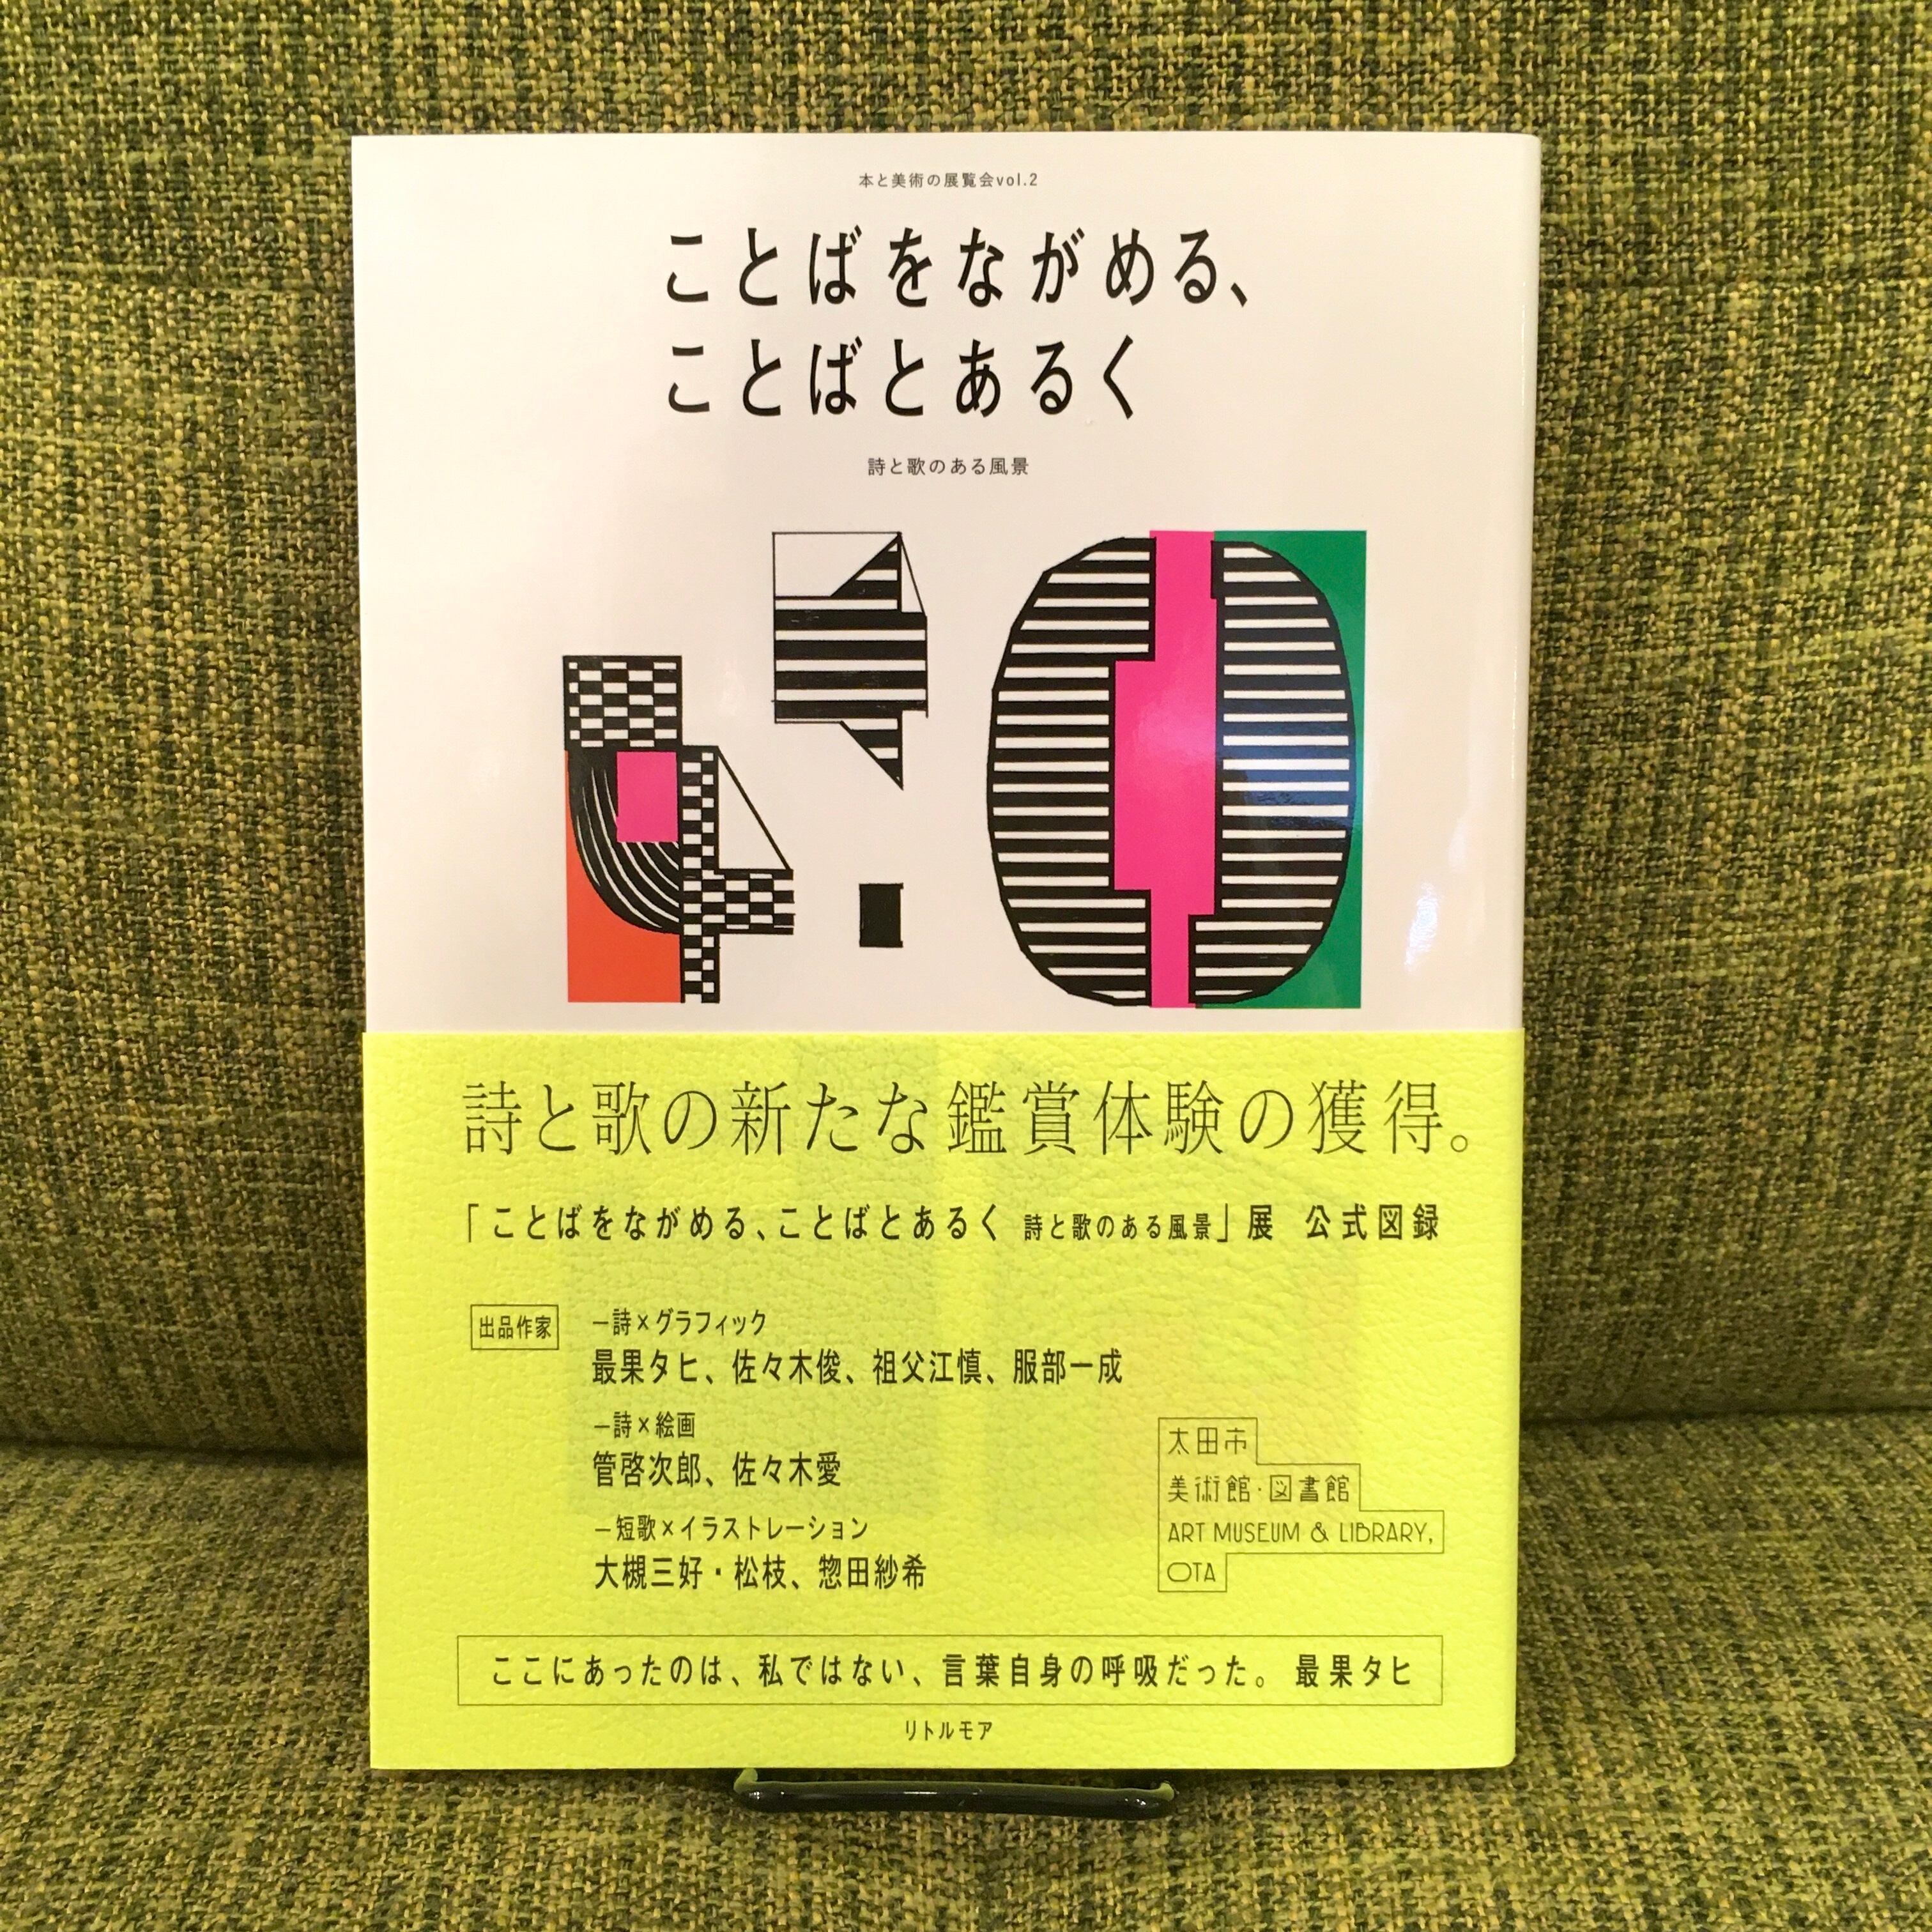 本と美術の展覧会vol.2
ことばをながめる、
ことばとあるく
詩と歌のある風景
詩と歌の新たな鑑賞体験の獲得。
「ことばをながめる、ことばとあるく 詩と歌のある風景」展 公式図録
出品作家
—詩×グラフィック
最果タヒ、佐々木俊、祖父江慎、服部一成
—詩×絵画
管啓次郎、佐々木愛
—短歌×イラストレーション
大槻三好・松枝、惣田紗希
太田市
美術館・図書館
ART MUSEUM & LIBRARY,
OTA
ここにあったのは、私ではない、言葉自身の呼吸だった。 最果タヒ
リトルモア